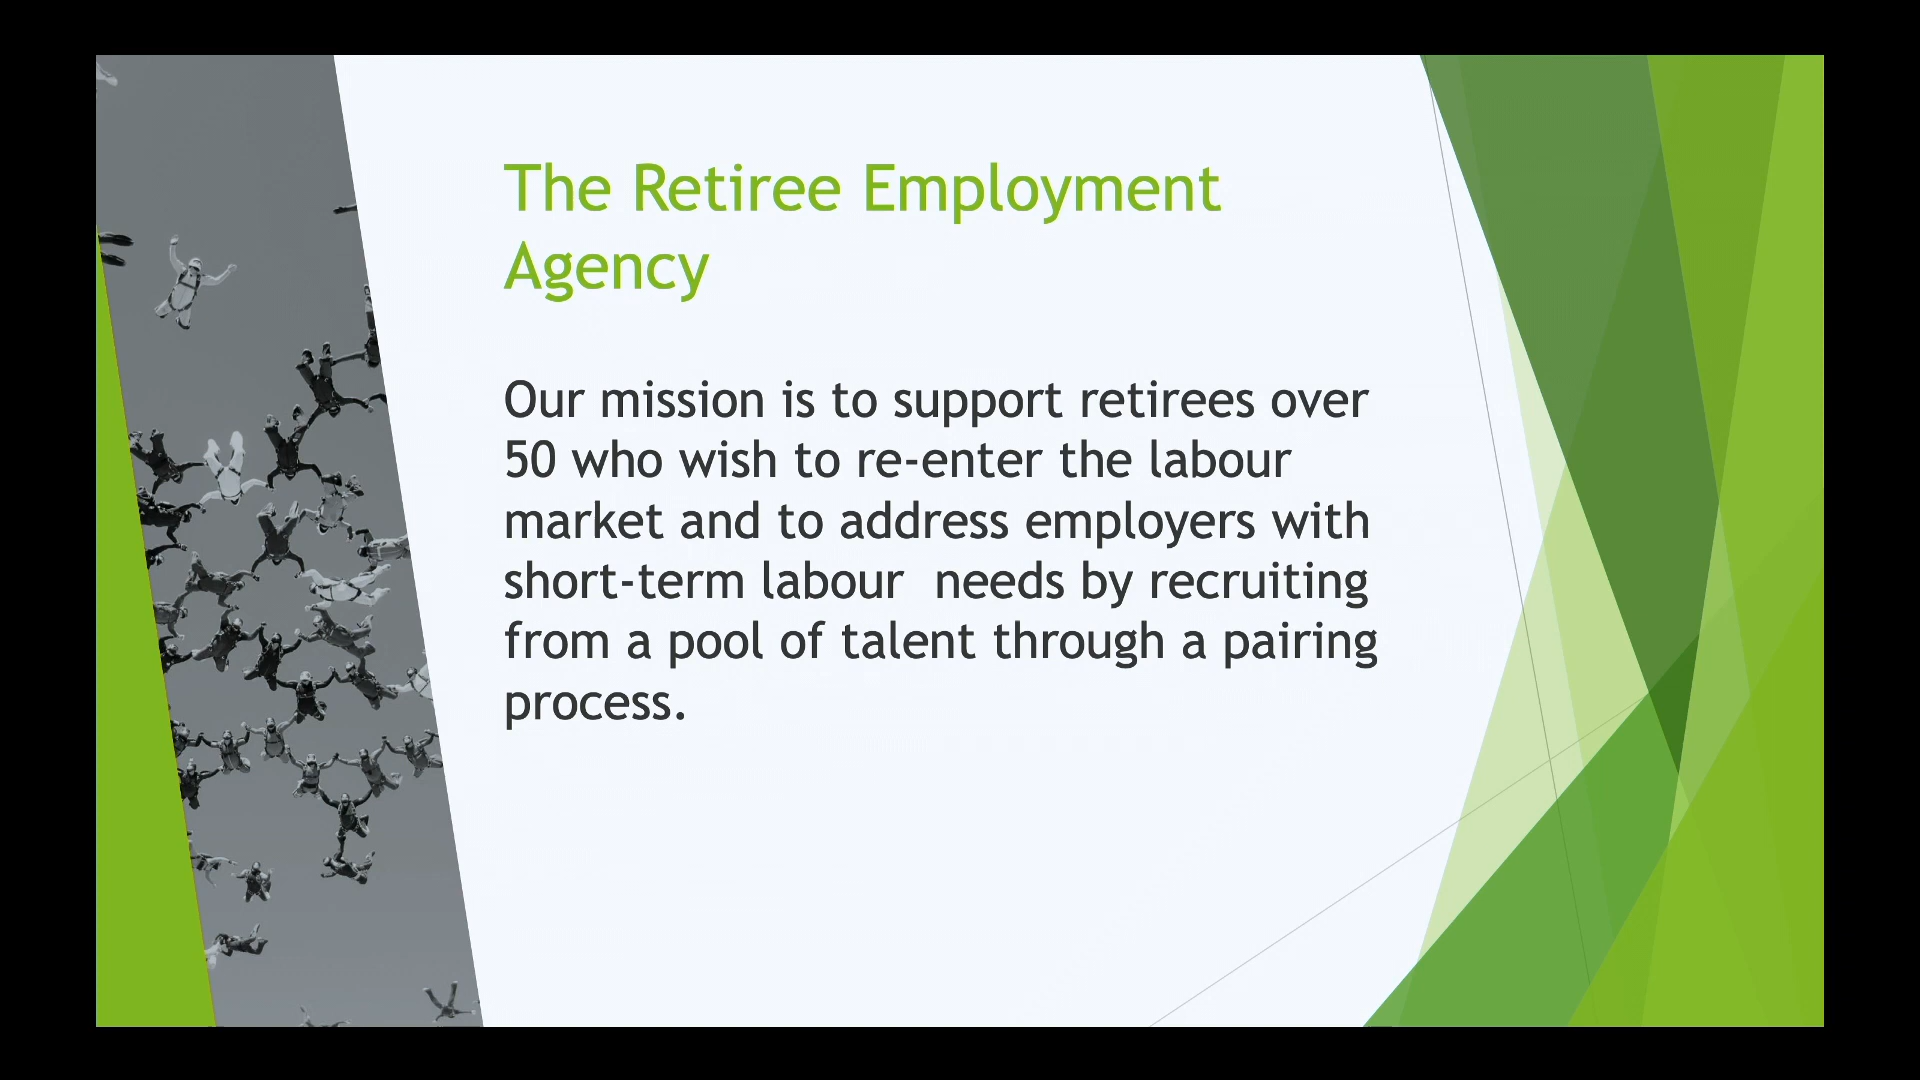 The Retiree Employment
Agency
Our mission is to support retirees over
50 who wish to re-enter the labour
market and to address employers with
short-term labour  needs by recruiting
from a pool of talent through a pairing
process.